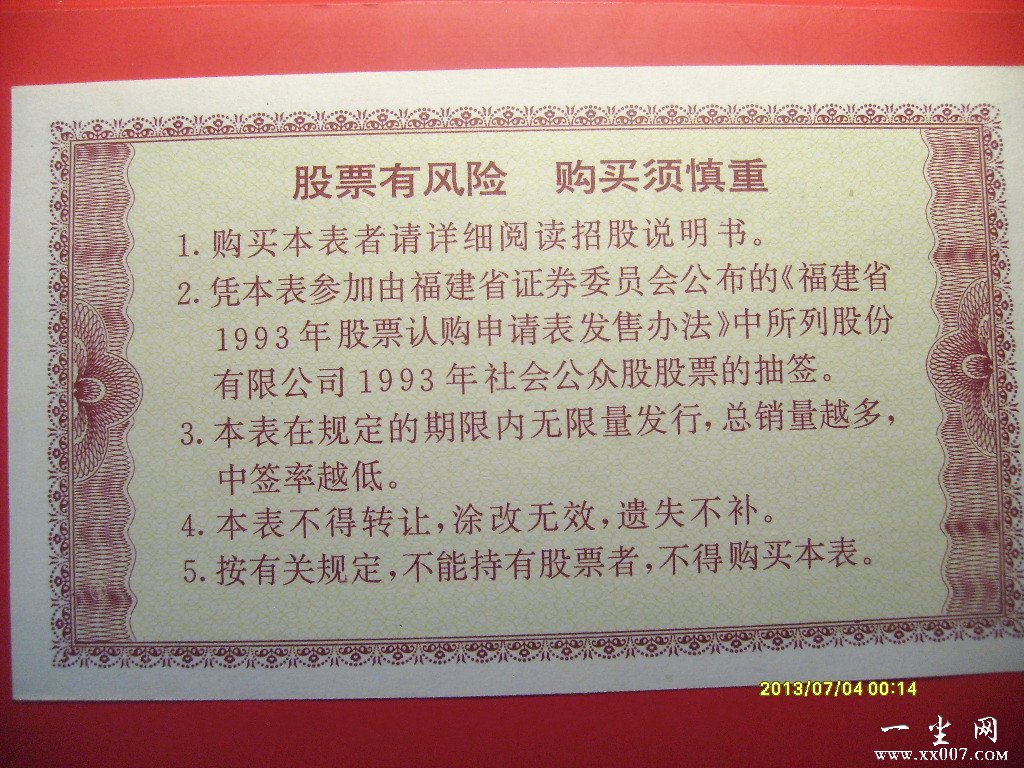 股票有风险 购买须慎重
1. 购买本表者请详细阅读招股说明书。
2. 凭本表参加由福建省证券委员会公布的《福建省
1993年股票认购申请表发售办法》中所列股份
有限公司1993年社会公众股股票的抽签。
3. 本表在规定的期限内无限量发行，总销量越多，
中签率越低。
4. 本表不得转让，涂改无效，遗失不补。
5. 按有关规定，不能持有股票者，不得购买本表。
2013/07/04 00:14
一尘网
www.xx007.com